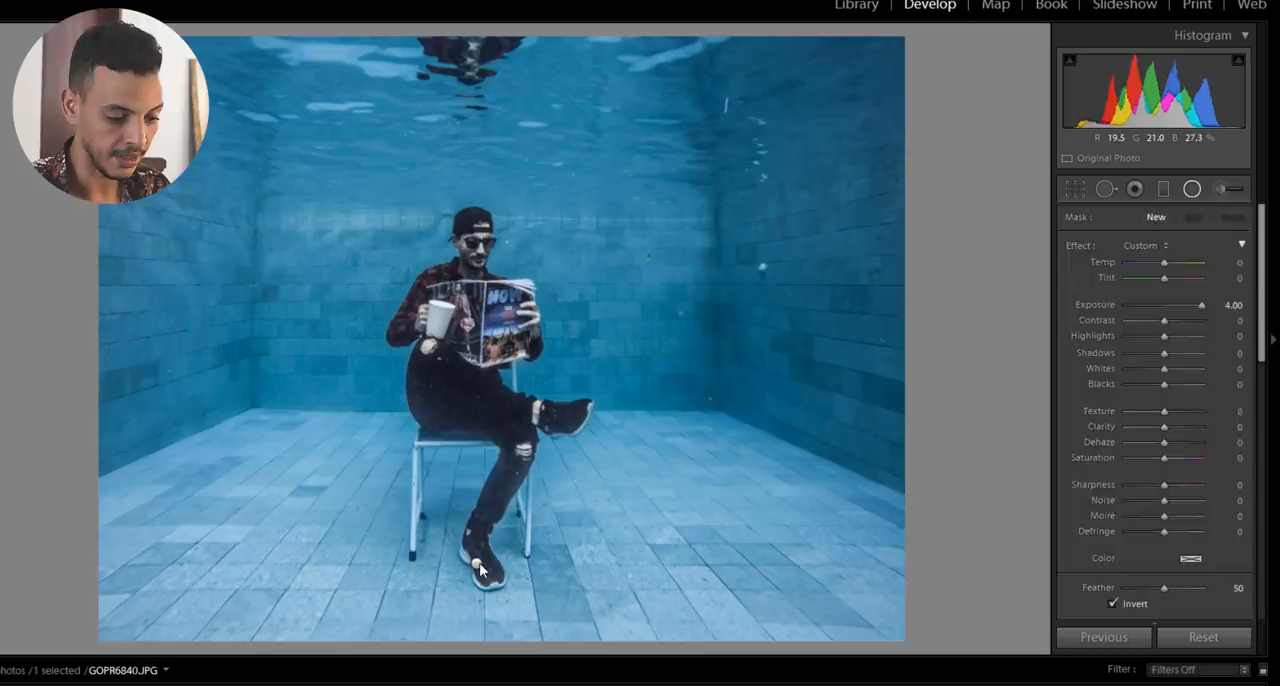 Library | Develop | Map | Book | Slideshow | Print | Web
Histogram
R 19.5 G 21.0 B 27.3 %
Original Photo
Mask : New
Effect : Custom
Temp 0
Tint 0
Exposure 4.00
Contrast 0
Highlights 0
Shadows 0
Whites 0
Blacks 0
Texture 0
Clarity 0
Dehaze 0
Saturation 0
Sharpness 0
Noise 0
Moiré 0
Defringe 0
Color
Feather 50
Invert
Previous Reset
NOW
hotos /1 selected /GOPR6840.JPG
Filter : Filters Off